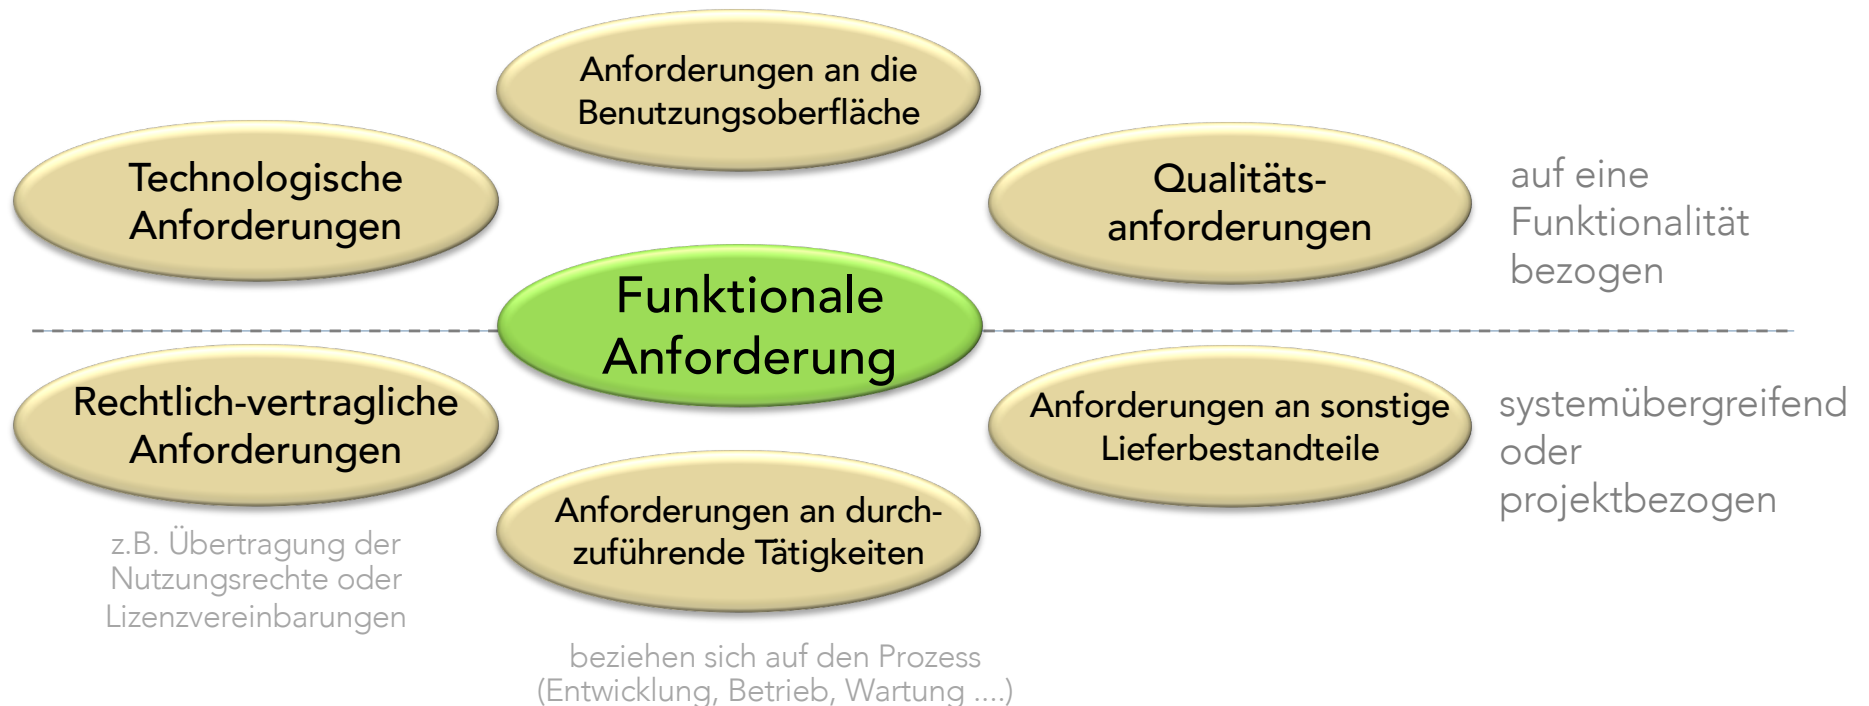 Anforderungen an die
Benutzungsoberfläche
Technologische
Anforderungen
Qualitäts-
anforderungen
auf eine
Funktionalität
bezogen
Funktionale
Anforderung
Rechtlich-vertragliche
Anforderungen
Anforderungen an sonstige
Lieferbestandteile
systemübergreifend
oder
projektbezogen
Anforderungen an durch-
zuführende Tätigkeiten
z.B. Übertragung der
Nutzungsrechte oder
Lizenzvereinbarungen
beziehen sich auf den Prozess
(Entwicklung, Betrieb, Wartung ....)